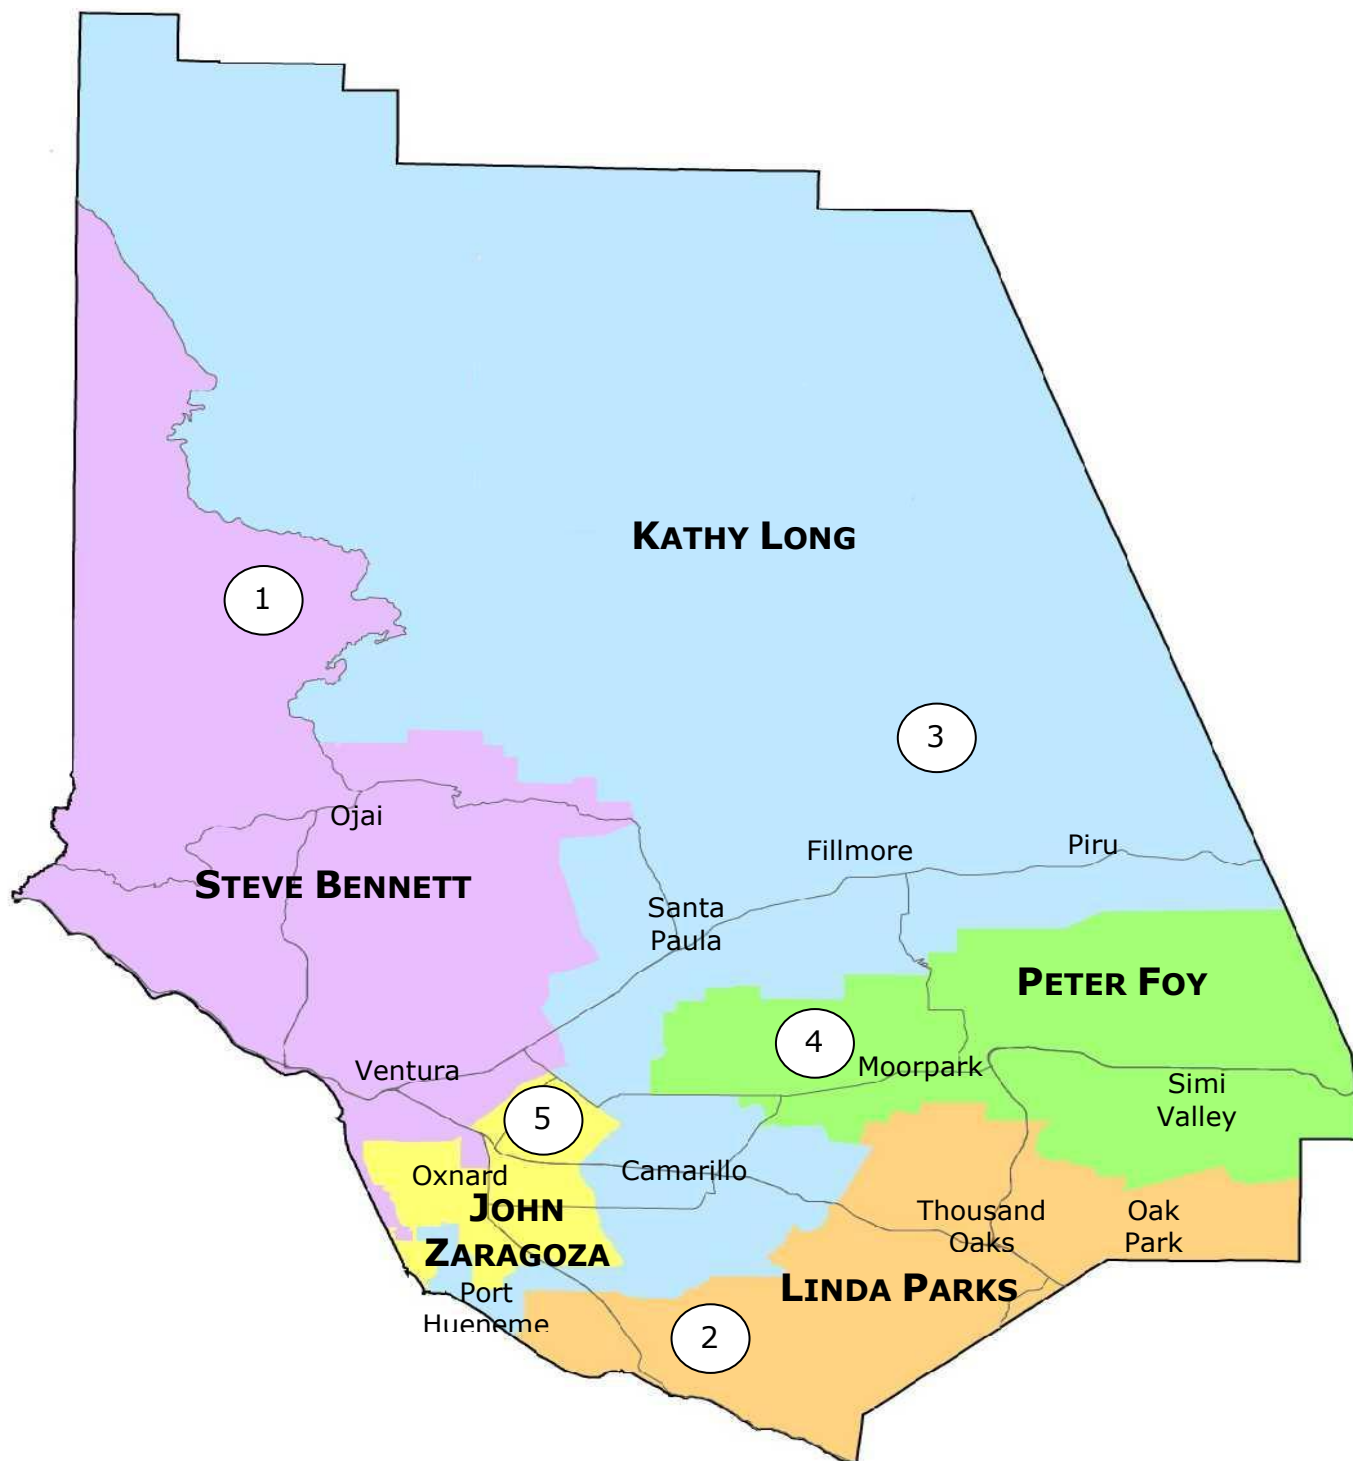 KATHY LONG
1
3
Ojai
Fillmore
Piru
STEVE BENNETT
Santa
Paula
PETER FOY
4
Moorpark
Ventura
Simi
Valley
5
Oxnard
Camarillo
JOHN
ZARAGOZA
Thousand
Oaks
Oak
Park
LINDA PARKS
Port
Hueneme
2